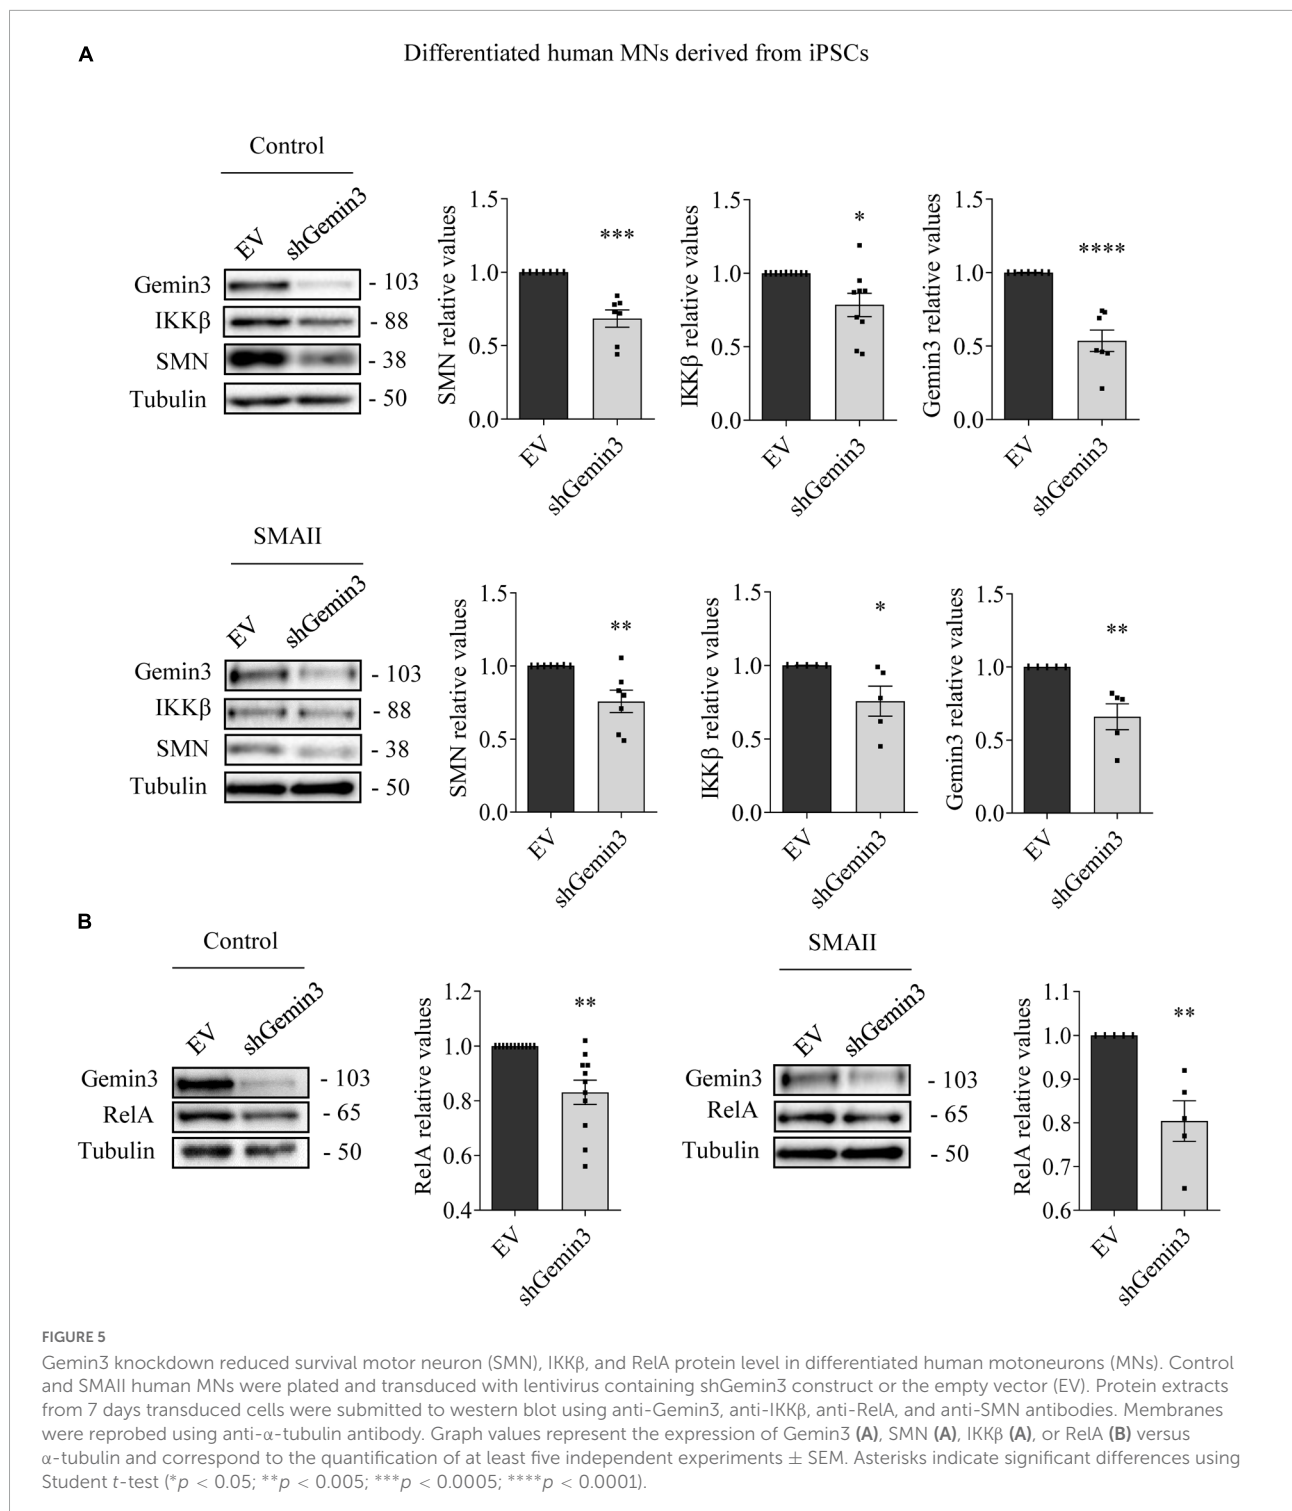 A
Differentiated human MNs derived from iPSCs
Control
EV
shGemin3
Gemin3
- 103
IKKβ
- 88
SMN
- 38
Tubulin
- 50
SMN relative values
1.5
1.0
0.5
0.0
***
EV
shGemin3
IKKβ relative values
1.5
1.0
0.5
0.0
*
EV
shGemin3
Gemin3 relative values
1.5
1.0
0.5
0.0
****
EV
shGemin3
SMAII
EV
shGemin3
Gemin3
- 103
IKKβ
- 88
SMN
- 38
Tubulin
- 50
SMN relative values
1.5
1.0
0.5
0.0
**
EV
shGemin3
IKKβ relative values
1.5
1.0
0.5
0.0
*
EV
shGemin3
Gemin3 relative values
1.5
1.0
0.5
0.0
**
EV
shGemin3
B
Control
EV
shGemin3
Gemin3
- 103
RelA
- 65
Tubulin
- 50
RelA relative values
1.2
1.0
0.8
0.6
0.4
**
EV
shGemin3
SMAII
EV
shGemin3
Gemin3
- 103
RelA
- 65
Tubulin
- 50
RelA relative values
1.1
1.0
0.9
0.8
0.7
0.6
**
EV
shGemin3
FIGURE 5
Gemin3 knockdown reduced survival motor neuron (SMN), IKKβ, and RelA protein level in differentiated human motoneurons (MNs). Control
and SMAII human MNs were plated and transduced with lentivirus containing shGemin3 construct or the empty vector (EV). Protein extracts
from 7 days transduced cells were submitted to western blot using anti-Gemin3, anti-IKKβ, anti-RelA, and anti-SMN antibodies. Membranes
were reprobed using anti-α-tubulin antibody. Graph values represent the expression of Gemin3 (A), SMN (A), IKKβ (A), or RelA (B) versus
α-tubulin and correspond to the quantification of at least five independent experiments ± SEM. Asterisks indicate significant differences using
Student t-test (*p < 0.05; **p < 0.005; ***p < 0.0005; ****p < 0.0001).